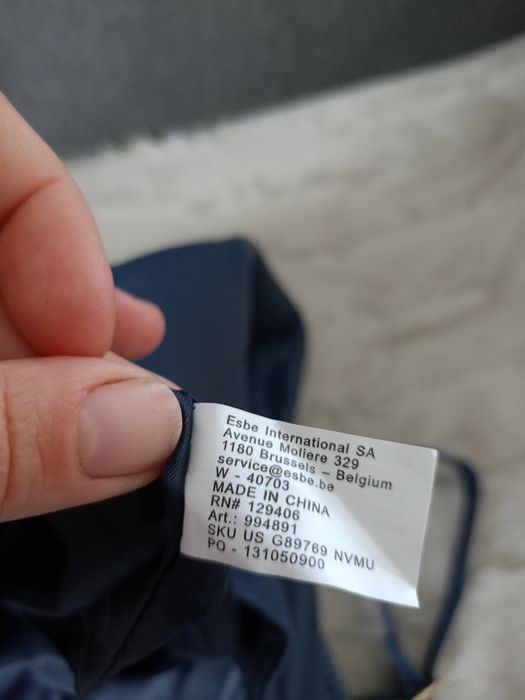 Esbe International SA
Avenue Moliere 329
1180 Brussels – Belgium
service@esbe.be
W - 40703
MADE IN CHINA
RN# 129406
Art.: 994891
SKU US G89769 NVMU
PO - 131050900